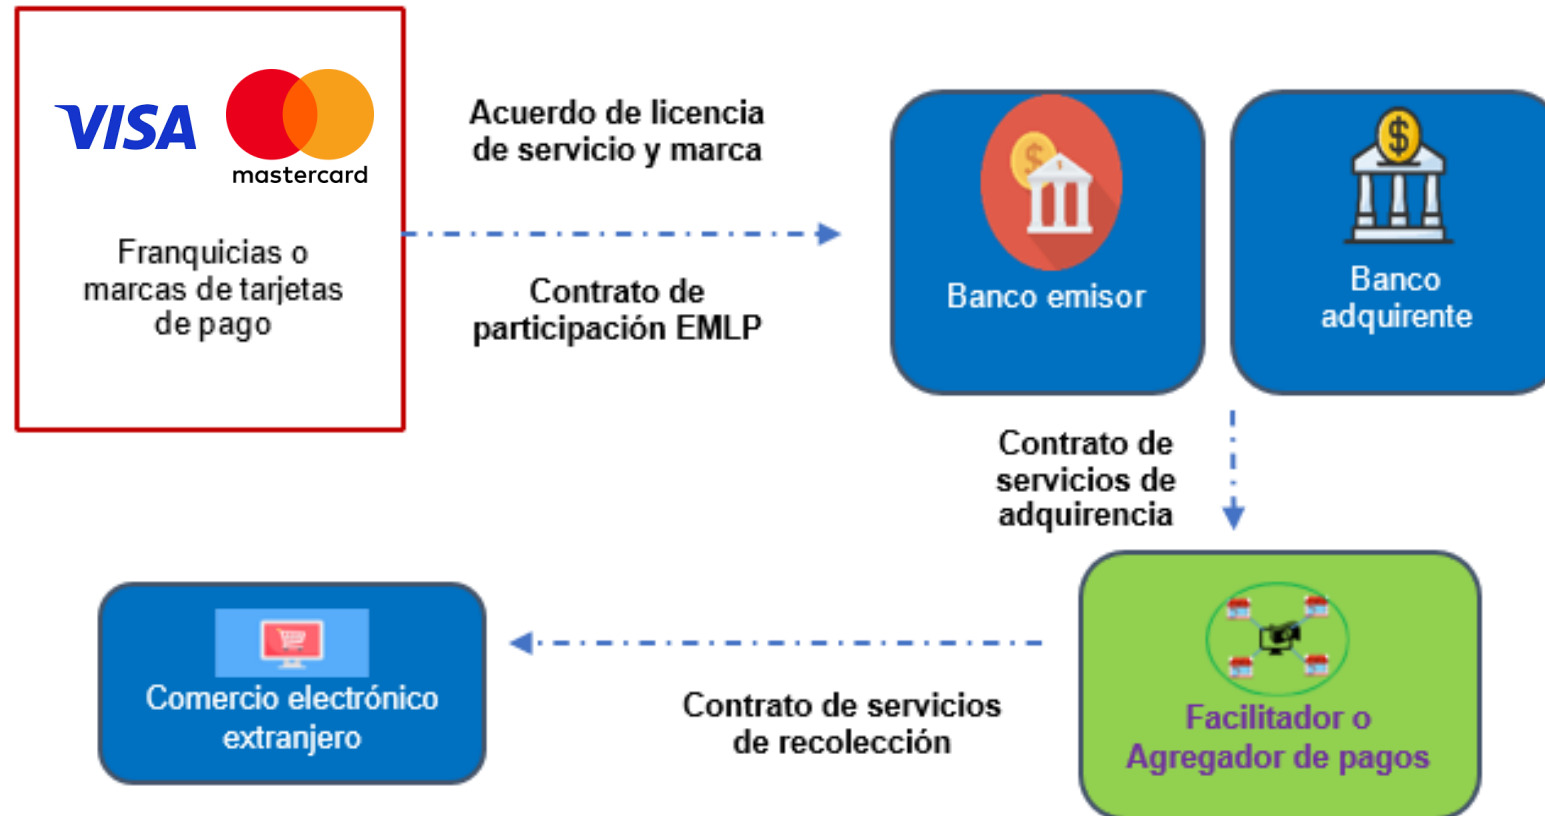 VISA
mastercard
Franquicias o
marcas de tarjetas
de pago
Acuerdo de licencia
de servicio y marca
Contrato de
participación EMLP
Banco emisor
Banco
adquirente
Contrato de
servicios de
adquirencia
Comercio electrónico
extranjero
Contrato de servicios
de recolección
Facilitador o
Agregador de pagos